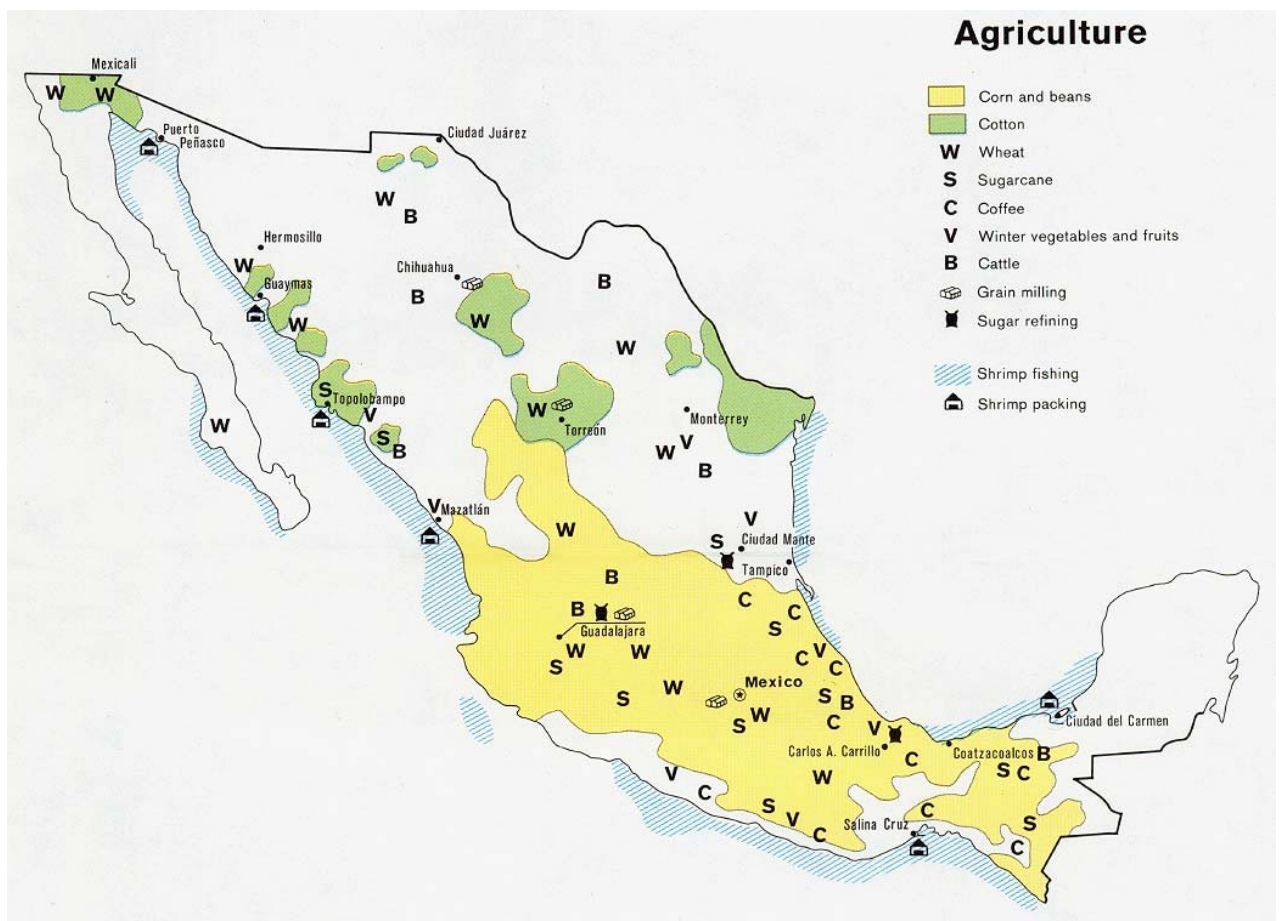 Agriculture
Corn and beans
Cotton
W Wheat
S Sugarcane
C Coffee
V Winter vegetables and fruits
B Cattle
Grain milling
Sugar refining
Shrimp fishing
Shrimp packing
Mexicali
W W
Puerto
Peñasco
Ciudad Juárez
W
B
Hermosillo
W
Chihuahua
B
B
Guaymas
W
W
W
S
Topolobampo
V
W
Torreón
Monterrey
W
S
B
W
V
B
V
Mazatlán
V
W
S
Ciudad Mante
Tampico
B
B
C
C
Guadalajara
S
W
W
C
V
C
S
W
Mexico
S
B
S
S
W
C
V
Carlos A. Carrillo
Coatzacoalcos
B
Ciudad del Carmen
C
S
C
V
W
C
S
V
C
Salina Cruz
C
S
C